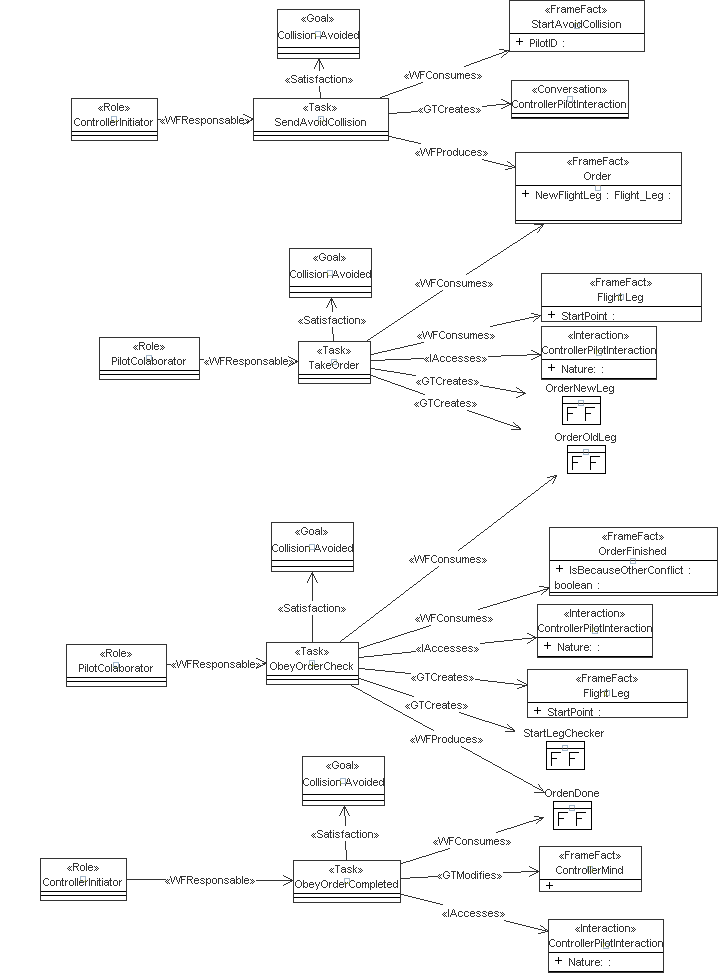 «Goal»
Collision Avoided
«FrameFact»
StartAvoidCollision
+ PilotID :
«Satisfaction»
«WFConsumes»
«Conversation»
ControllerPilotInteraction
«Role»
ControllerInitiator
«WFResponsable»
«Task»
SendAvoidCollision
«GTCreates»
«WFProduces»
«FrameFact»
Order
+ NewFlightLeg : Flight_Leg :
«Goal»
Collision Avoided
«WFConsumes»
«FrameFact»
Flight Leg
+ StartPoint :
«Satisfaction»
«WFConsumes»
«Role»
PilotColaborator
«WFResponsable»
«Task»
TakeOrder
«IAccesses»
«Interaction»
ControllerPilotInteraction
+ Nature: :
«GTCreates»
OrderNewLeg
F F
«GTCreates»
OrderOldLeg
F F
«Goal»
Collision Avoided
«WFConsumes»
«FrameFact»
OrderFinished
+ IsBecauseOtherConflict :
boolean :
«Satisfaction»
«WFConsumes»
«Interaction»
ControllerPilotInteraction
+ Nature: :
«Role»
PilotColaborator
«WFResponsable»
«Task»
ObeyOrderCheck
«IAccesses»
«GTCreates»
«FrameFact»
Flight Leg
+ StartPoint :
«GTCreates»
StartLegChecker
F F
«WFProduces»
«Goal»
Collision Avoided
OrdenDone
F F
«Satisfaction»
«WFConsumes»
«Role»
ControllerInitiator
«WFResponsable»
«Task»
ObeyOrderCompleted
«GTModifies»
«FrameFact»
ControllerMind
+
«IAccesses»
«Interaction»
ControllerPilotInteraction
+ Nature: :